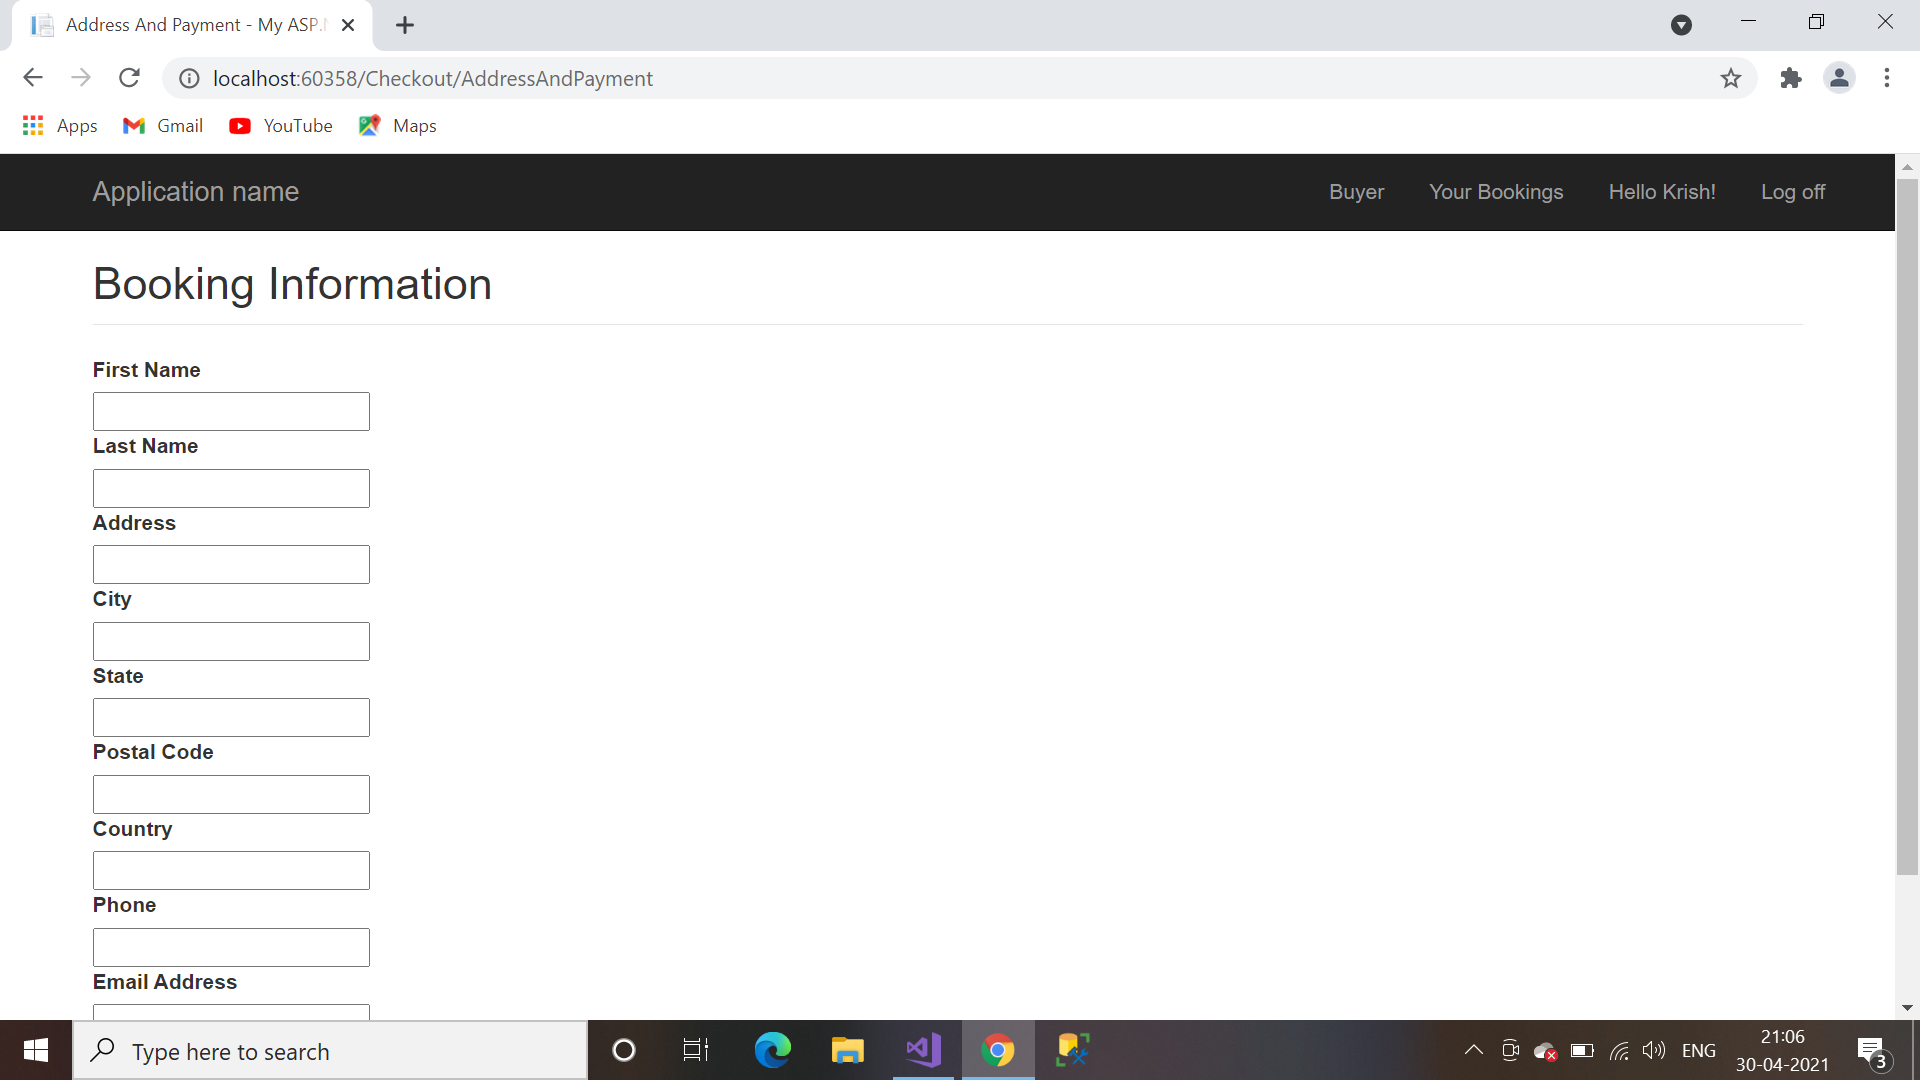 Address And Payment - My ASP.N
localhost:60358/Checkout/AddressAndPayment
Apps Gmail YouTube Maps
Application name Buyer Your Bookings Hello Krish! Log off
Booking Information
First Name
Last Name
Address
City
State
Postal Code
Country
Phone
Email Address
Type here to search
ENG
21:06
30-04-2021
3